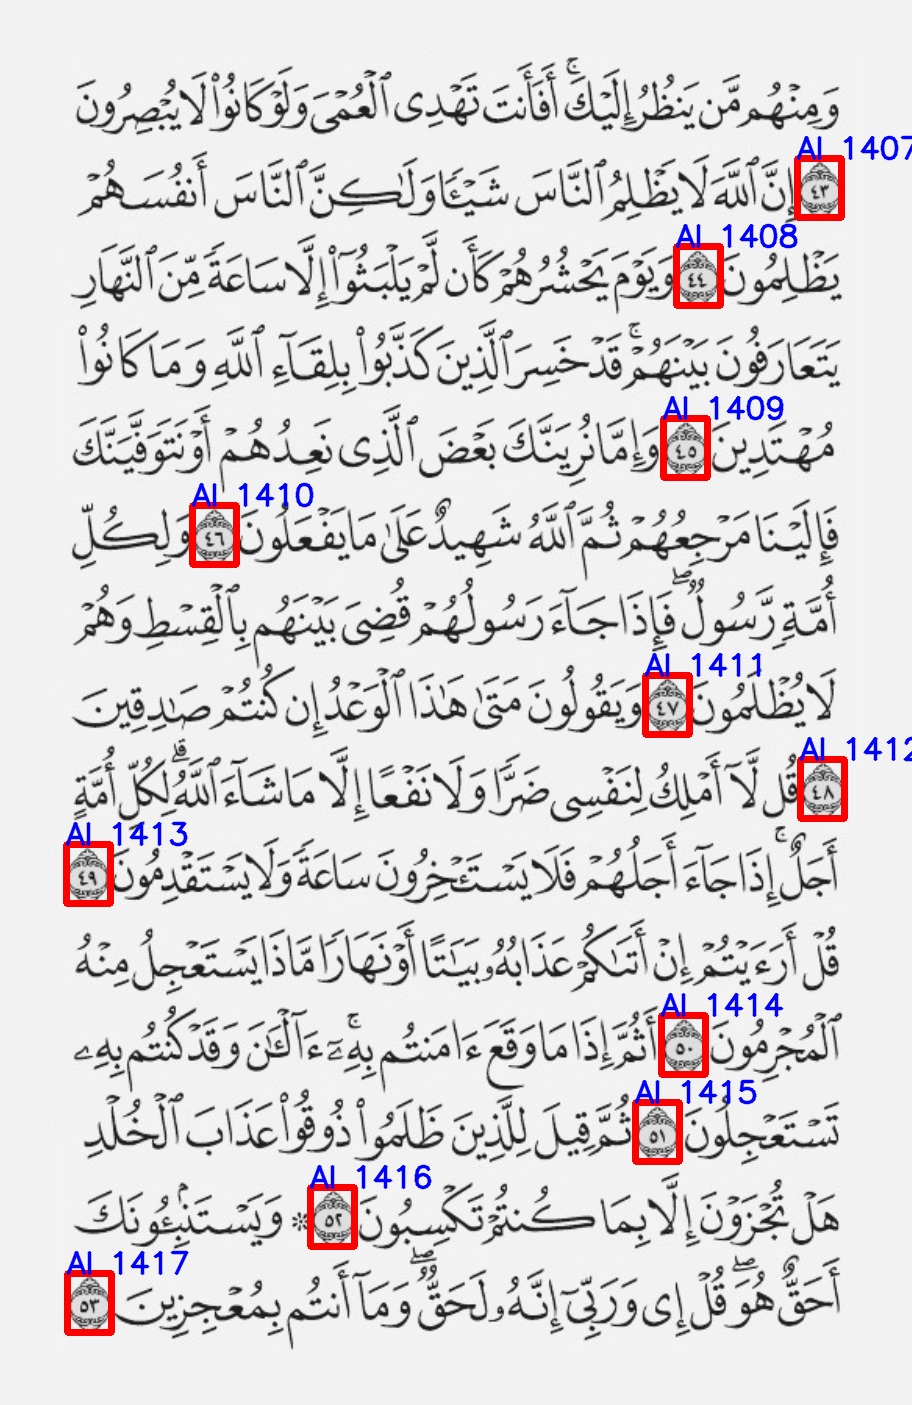 وَمِنْهُم مَّن يَنظُرُ إِلَيْكَ ۚ أَفَأَنتَ تَهْدِى ٱلْعُمْىَ وَلَوْ كَانُوا۟ لَا يُبْصِرُونَ
AI 1407
٤٣ إِنَّ ٱللَّهَ لَا يَظْلِمُ ٱلنَّاسَ شَيْـًٔا وَلَـٰكِنَّ ٱلنَّاسَ أَنفُسَهُمْ
AI 1408
يَظْلِمُونَ ٤٤ وَيَوْمَ يَحْشُرُهُمْ كَأَن لَّمْ يَلْبَثُوٓا۟ إِلَّا سَاعَةً مِّنَ ٱلنَّهَارِ
يَتَعَارَفُونَ بَيْنَهُمْ ۚ قَدْ خَسِرَ ٱلَّذِينَ كَذَّبُوا۟ بِلِقَآءِ ٱللَّهِ وَمَا كَانُوا۟
AI 1409
مُهْتَدِينَ ٤٥ وَإِمَّا نُرِيَنَّكَ بَعْضَ ٱلَّذِى نَعِدُهُمْ أَوْ نَتَوَفَّيَنَّكَ
AI 1410
فَإِلَيْنَا مَرْجِعُهُمْ ثُمَّ ٱللَّهُ شَهِيدٌ عَلَىٰ مَا يَفْعَلُونَ ٤٦ وَلِكُلِّ
أُمَّةٍ رَّسُولٌ ۖ فَإِذَا جَآءَ رَسُولُهُمْ قُضِىَ بَيْنَهُم بِٱلْقِسْطِ وَهُمْ
AI 1411
لَا يُظْلَمُونَ ٤٧ وَيَقُولُونَ مَتَىٰ هَـٰذَا ٱلْوَعْدُ إِن كُنتُمْ صَـٰدِقِينَ
AI 1412
٤٨ قُل لَّآ أَمْلِكُ لِنَفْسِى ضَرًّا وَلَا نَفْعًا إِلَّا مَا شَآءَ ٱللَّهُ ۗ لِكُلِّ أُمَّةٍ
AI 1413
أَجَلٌ ۚ إِذَا جَآءَ أَجَلُهُمْ فَلَا يَسْتَـْٔخِرُونَ سَاعَةً وَلَا يَسْتَقْدِمُونَ ٤٩
قُلْ أَرَءَيْتُمْ إِنْ أَتَىٰكُمْ عَذَابُهُۥ بَيَـٰتًا أَوْ نَهَارًا مَّاذَا يَسْتَعْجِلُ مِنْهُ
AI 1414
ٱلْمُجْرِمُونَ ٥٠ أَثُمَّ إِذَا مَا وَقَعَ ءَامَنتُم بِهِۦٓ ۚ ءَآلْـَٔـٰنَ وَقَدْ كُنتُم بِهِۦ
AI 1415
تَسْتَعْجِلُونَ ٥١ ثُمَّ قِيلَ لِلَّذِينَ ظَلَمُوا۟ ذُوقُوا۟ عَذَابَ ٱلْخُلْدِ
AI 1416
هَلْ تُجْزَوْنَ إِلَّا بِمَا كُنتُمْ تَكْسِبُونَ ٥٢ ۞ وَيَسْتَنۢبِـُٔونَكَ
AI 1417
أَحَقٌّ هُوَ ۖ قُلْ إِى وَرَبِّىٓ إِنَّهُۥ لَحَقٌّ ۖ وَمَآ أَنتُم بِمُعْجِزِينَ ٥٣